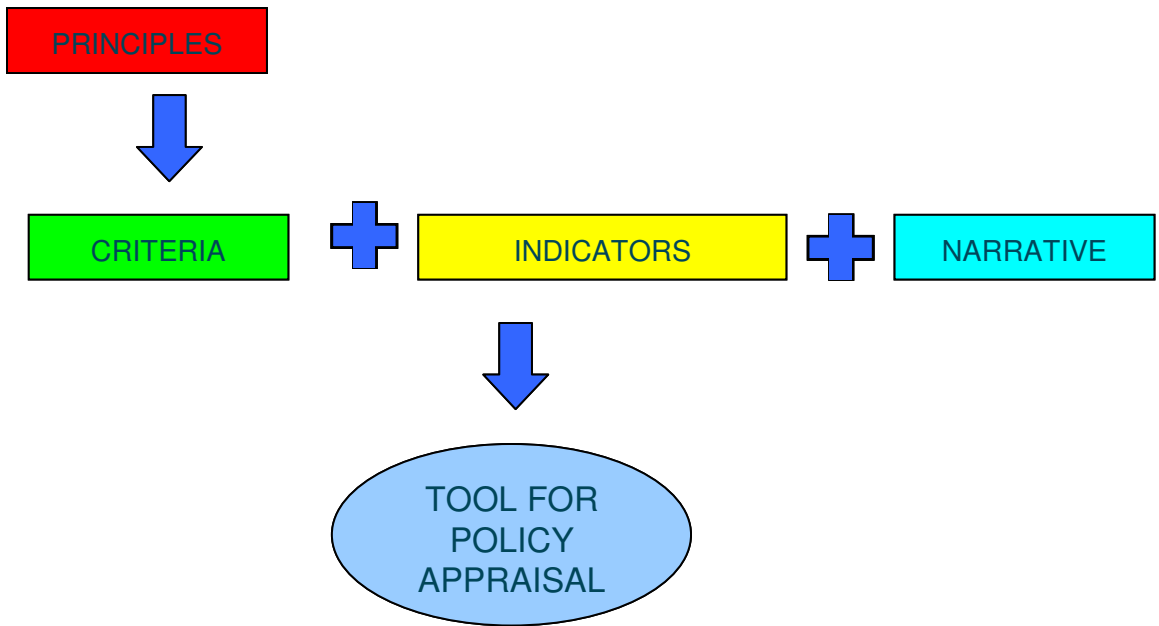 PRINCIPLES
CRITERIA
INDICATORS
NARRATIVE
TOOL FOR
POLICY
APPRAISAL